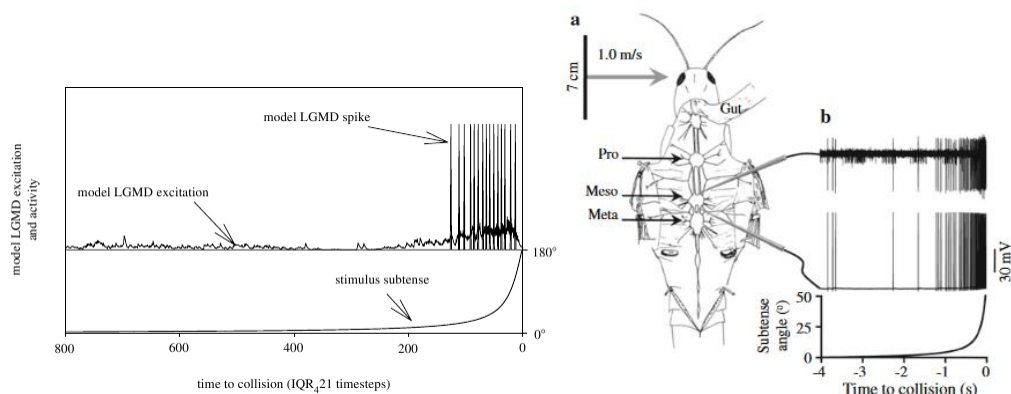 model LGMD excitation
and activity
model LGMD spike
model LGMD excitation
stimulus subtense
180°
0°
800
600
400
200
0
time to collision (IQR421 timesteps)
a
1.0 m/s
7 cm
Gut
Pro
Meso
Meta
b
30 mV
Subtense
angle (°)
50
25
0
-4
-3
-2
-1
0
Time to collision (s)